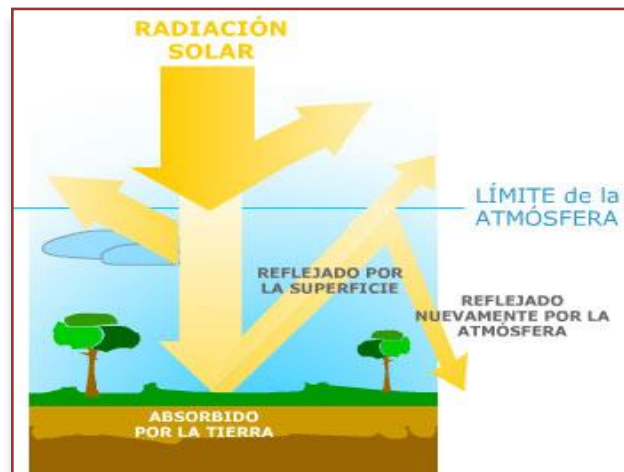 RADIACIÓN
SOLAR
LÍMITE de la
ATMÓSFERA
REFLEJADO POR
LA SUPERFICIE
REFLEJADO
NUEVAMENTE POR LA
ATMÓSFERA
ABSORBIDO
POR LA TIERRA